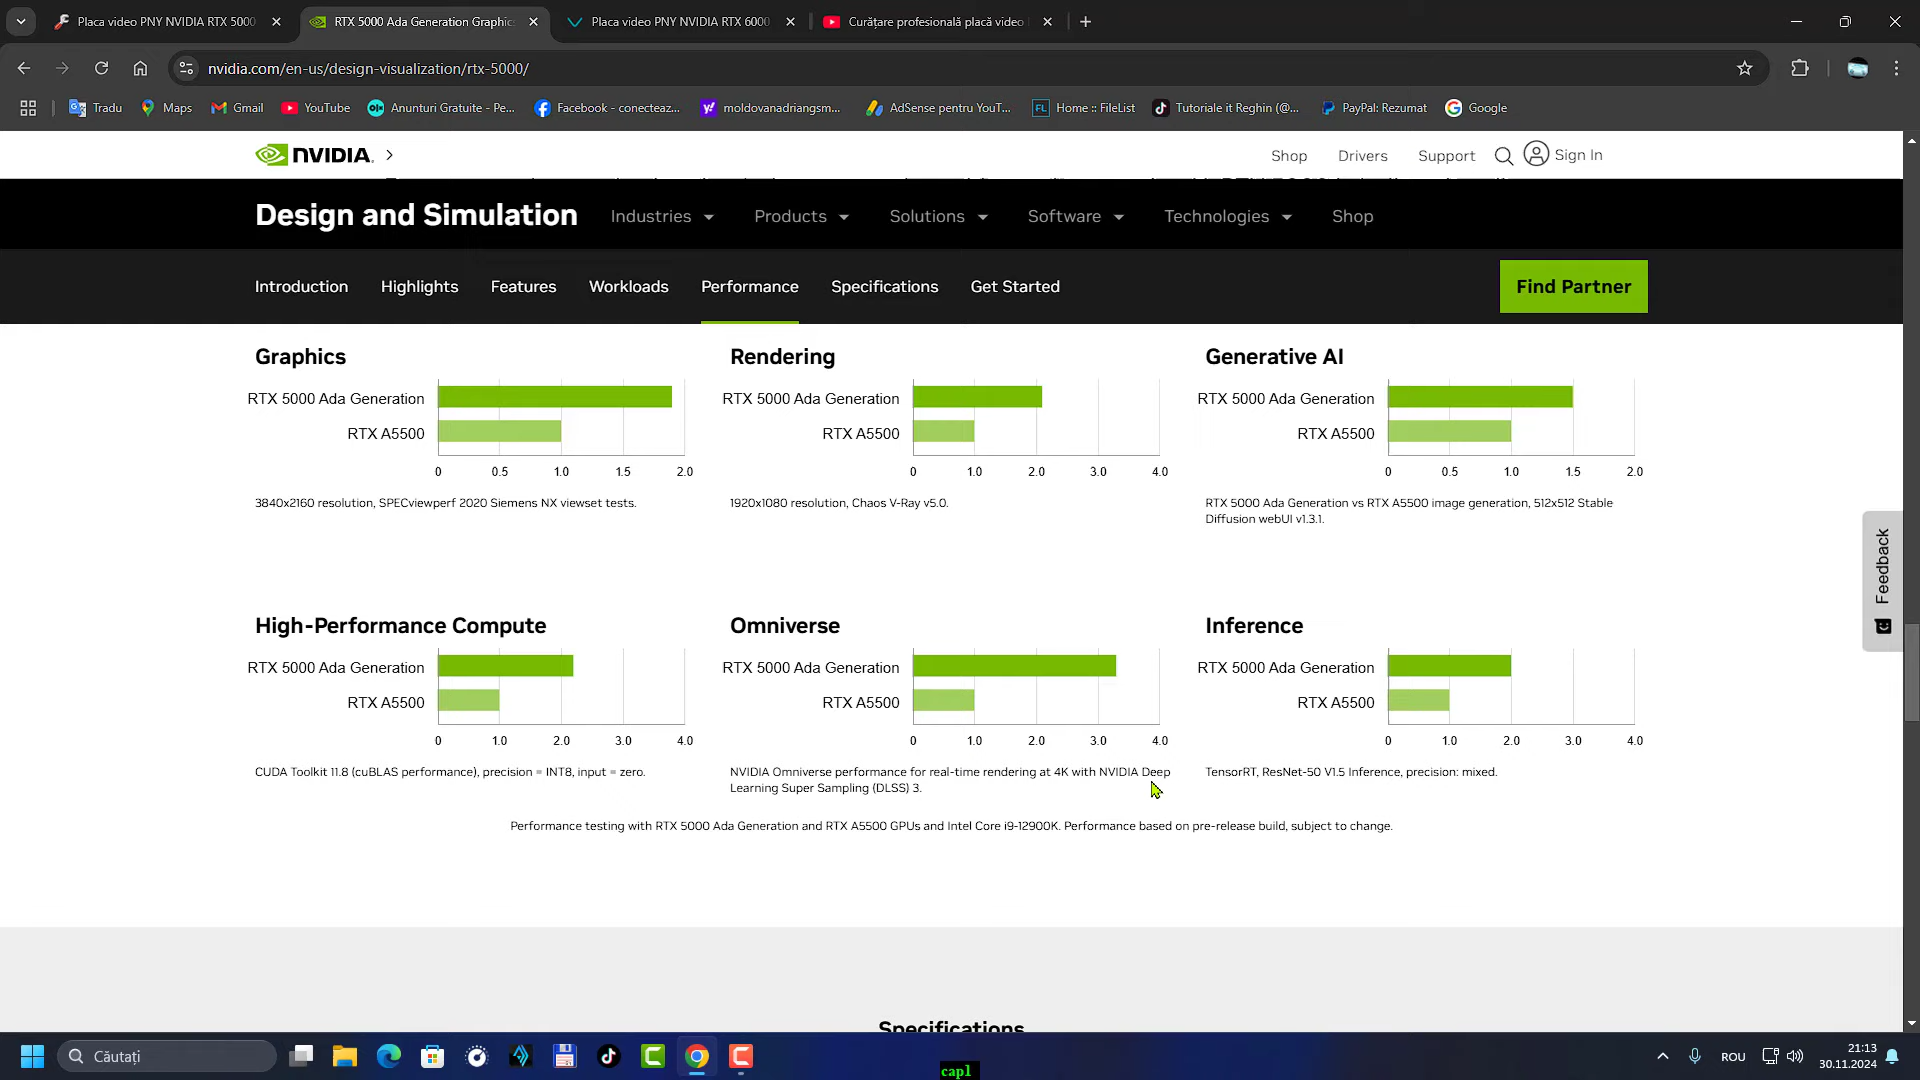 Placa video PNY NVIDIA RTX 5000
RTX 5000 Ada Generation Graphic
Placa video PNY NVIDIA RTX 6000
Curățare profesională placă video
nvidia.com/en-us/design-visualization/rtx-5000/
Tradu
Maps
Gmail
YouTube
Anunturi Gratuite - Pe...
Facebook - conecteaz...
moldovanadriangsm...
AdSense pentru YouT...
Home :: FileList
Tutoriale it Reghin (@...
PayPal: Rezumat
Google
NVIDIA.
Shop
Drivers
Support
Sign In
Design and Simulation
Industries
Products
Solutions
Software
Technologies
Shop
Introduction
Highlights
Features
Workloads
Performance
Specifications
Get Started
Find Partner
Graphics
RTX 5000 Ada Generation
RTX A5500
0 0.5 1.0 1.5 2.0
3840x2160 resolution, SPECviewperf 2020 Siemens NX viewset tests.
Rendering
RTX 5000 Ada Generation
RTX A5500
0 1.0 2.0 3.0 4.0
1920x1080 resolution, Chaos V-Ray v5.0.
Generative AI
RTX 5000 Ada Generation
RTX A5500
0 0.5 1.0 1.5 2.0
RTX 5000 Ada Generation vs RTX A5500 image generation, 512x512 Stable
Diffusion webUI v1.3.1.
High-Performance Compute
RTX 5000 Ada Generation
RTX A5500
0 1.0 2.0 3.0 4.0
CUDA Toolkit 11.8 (cuBLAS performance), precision = INT8, input = zero.
Omniverse
RTX 5000 Ada Generation
RTX A5500
0 1.0 2.0 3.0 4.0
NVIDIA Omniverse performance for real-time rendering at 4K with NVIDIA Deep
Learning Super Sampling (DLSS) 3.
Inference
RTX 5000 Ada Generation
RTX A5500
0 1.0 2.0 3.0 4.0
TensorRT, ResNet-50 V1.5 Inference, precision: mixed.
Performance testing with RTX 5000 Ada Generation and RTX A5500 GPUs and Intel Core i9-12900K. Performance based on pre-release build, subject to change.
Feedback
Specifications
Căutați
cap1
ROU
21:13
30.11.2024